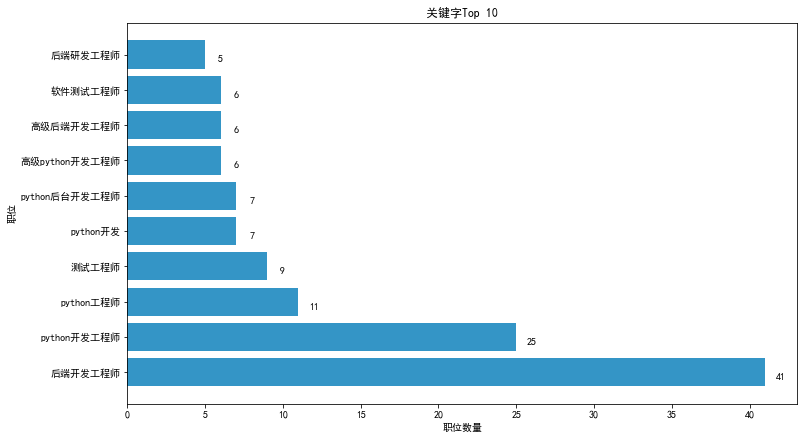 关键字Top 10
后端研发工程师
5
软件测试工程师
6
高级后端开发工程师
6
高级python开发工程师
6
python后台开发工程师
7
职位
python开发
7
测试工程师
9
python工程师
11
python开发工程师
25
后端开发工程师
41
0 5 10 15 20 25 30 35 40
职位数量